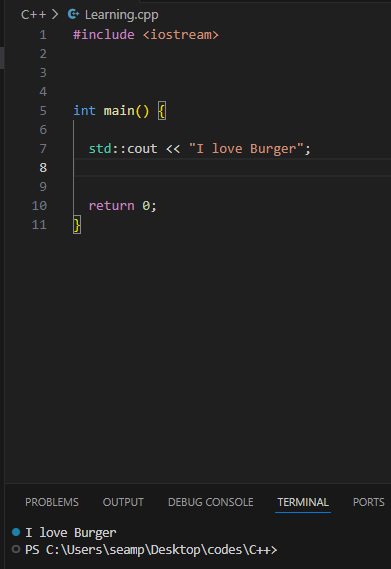 C++ > Learning.cpp
1 #include <iostream>
2
3
4
5 int main() {
6
7 std::cout << "I love Burger";
8
9
10 return 0;
11 }
PROBLEMS OUTPUT DEBUG CONSOLE TERMINAL PORTS
I love Burger
PS C:\Users\seamp\Desktop\codes\C++>